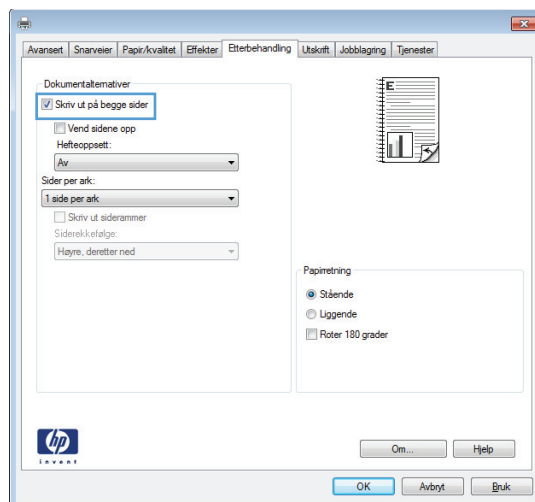 Avansert Snarveier Papir/kvalitet Effekter Etterbehandling Utskrift Jobblagring Tjenester
Dokumentalternativer
Skriv ut på begge sider
Vend sidene opp
Hefteoppsett:
Av
Sider per ark:
1 side per ark
Skriv ut siderammer
Siderekkefølge:
Høyre, deretter ned
E
Papirretning
Stående
Liggende
Roter 180 grader
hp
invent
Om... Hjelp
OK Avbryt Bruk